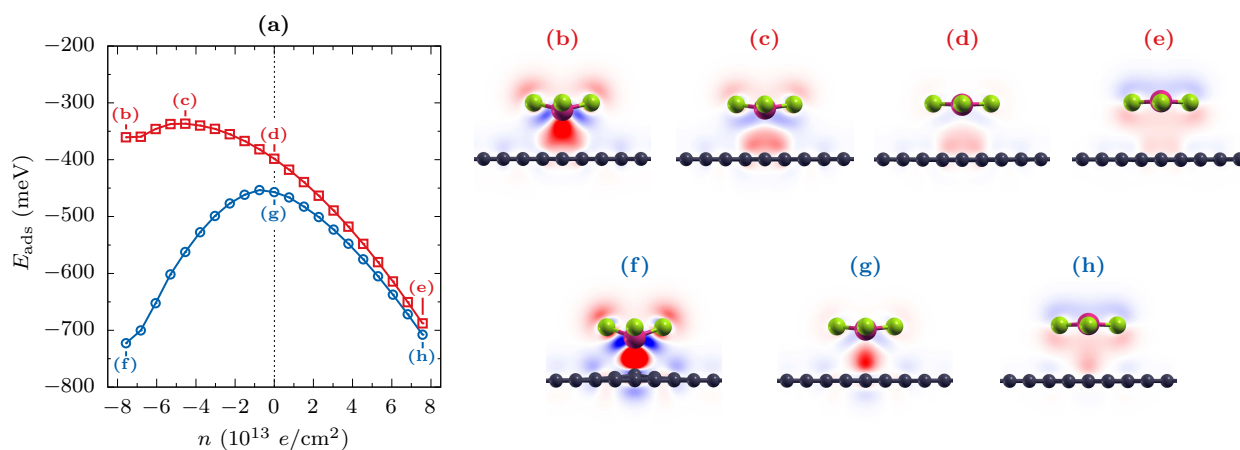 (a)
−200
−300
−400
−500
−600
−700
−800
E_ads (meV)
−8 −6 −4 −2 0 2 4 6 8
n (10^13 e/cm^2)
(b) (c) (d) (e)
(f) (g) (h)
(b) (c) (d) (e)
(f) (g) (h)